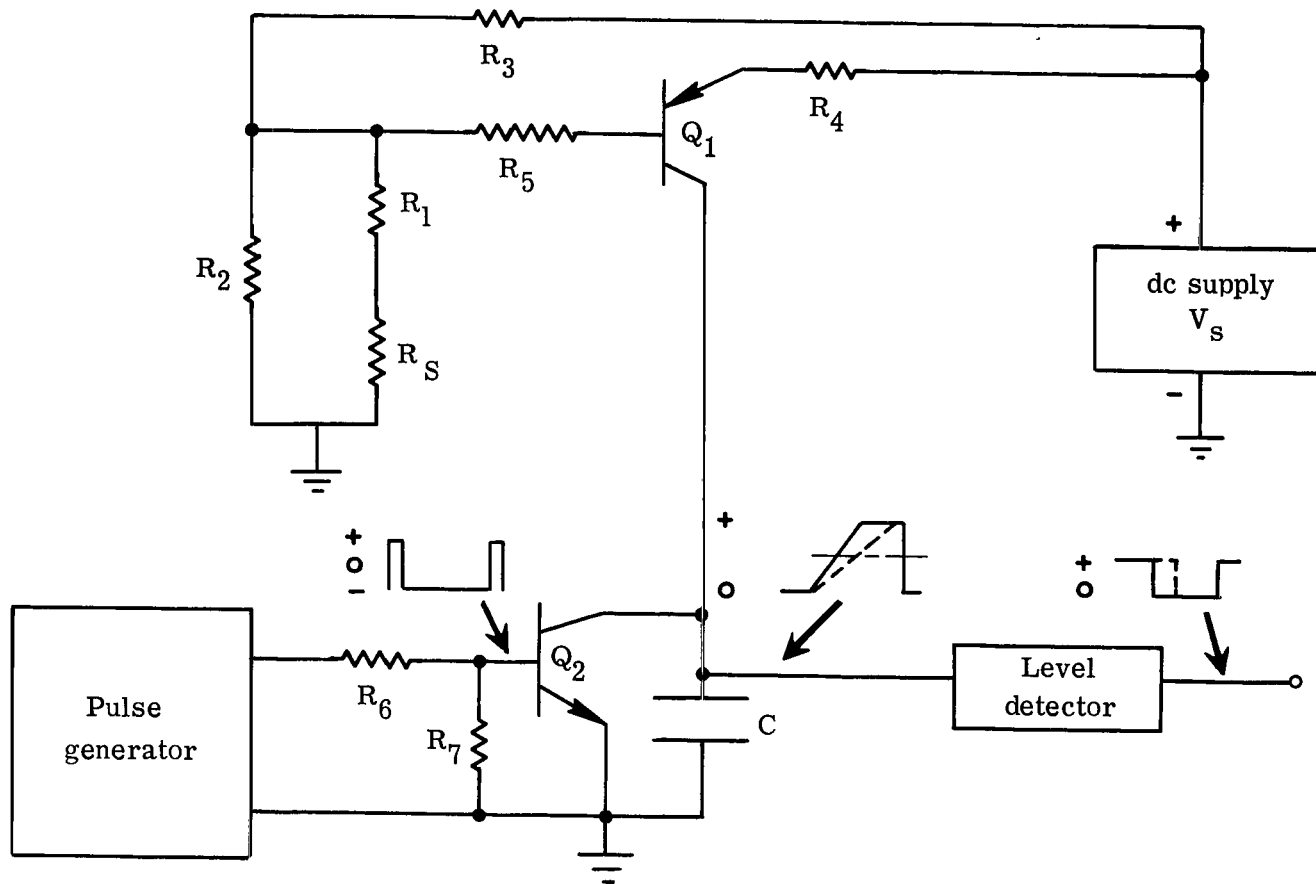 R3
R4
Q1
R5
R1
R2
RS
+
dc supply
Vs
−
+
o
−
+
o
+
o
Pulse
generator
R6
Q2
R7
C
Level
detector